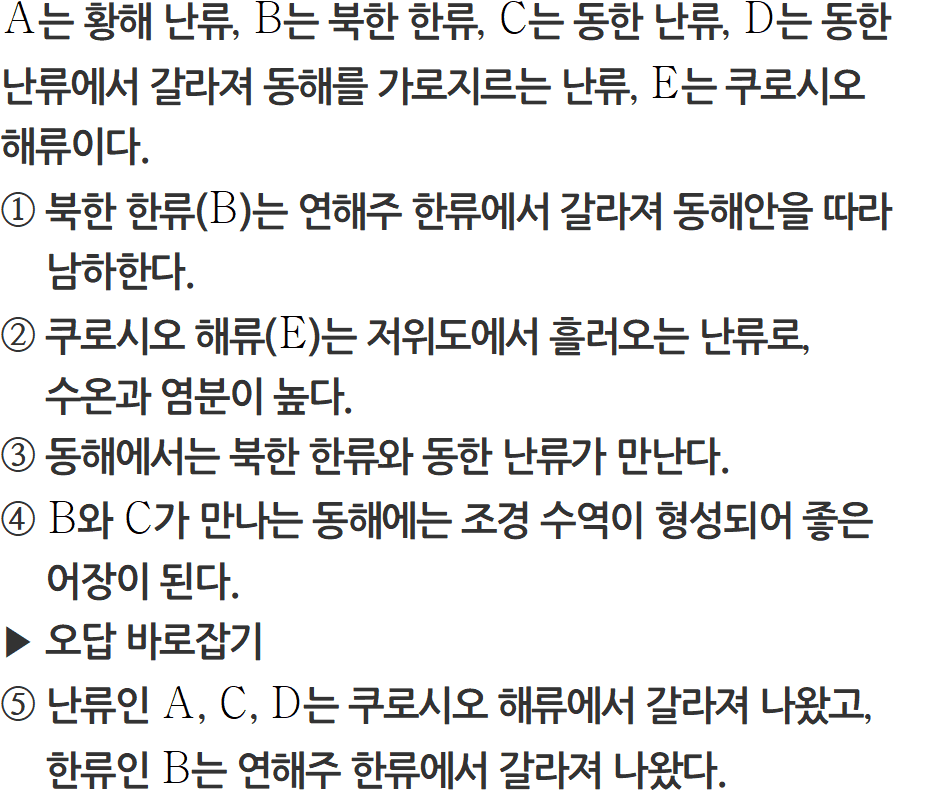 A는 황해 난류, B는 북한 한류, C는 동한 난류, D는 동한
난류에서 갈라져 동해를 가로지르는 난류, E는 쿠로시오
해류이다.
① 북한 한류(B)는 연해주 한류에서 갈라져 동해안을 따라
남하한다.
② 쿠로시오 해류(E)는 저위도에서 흘러오는 난류로,
수온과 염분이 높다.
③ 동해에서는 북한 한류와 동한 난류가 만난다.
④ B와 C가 만나는 동해에는 조경 수역이 형성되어 좋은
어장이 된다.
▶ 오답 바로잡기
⑤ 난류인 A, C, D는 쿠로시오 해류에서 갈라져 나왔고,
한류인 B는 연해주 한류에서 갈라져 나왔다.